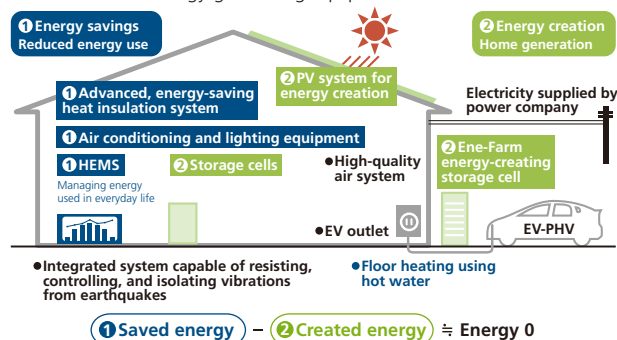 ❶Energy savings
Reduced energy use
❷Energy creation
Home generation
❷PV system for
energy creation
❶Advanced, energy-saving
heat insulation system
Electricity supplied by
power company
❶Air conditioning and lighting equipment
❶HEMS
Managing energy
used in everyday life
❷Storage cells
●High-quality
air system
❷Ene-Farm
energy-creating
storage cell
●EV outlet
EV-PHV
●Integrated system capable of resisting,
controlling, and isolating vibrations
from earthquakes
●Floor heating using
hot water
❶Saved energy − ❷Created energy ≒ Energy 0